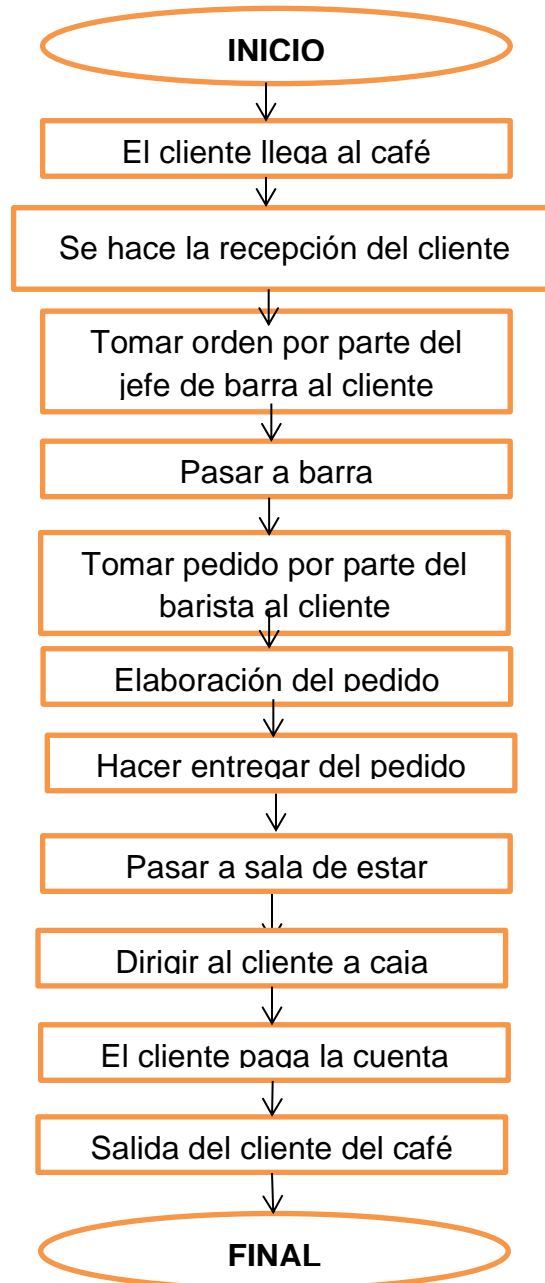 INICIO
El cliente llega al café
Se hace la recepción del cliente
Tomar orden por parte del
jefe de barra al cliente
Pasar a barra
Tomar pedido por parte del
barista al cliente
Elaboración del pedido
Hacer entregar del pedido
Pasar a sala de estar
Dirigir al cliente a caja
El cliente paga la cuenta
Salida del cliente del café
FINAL